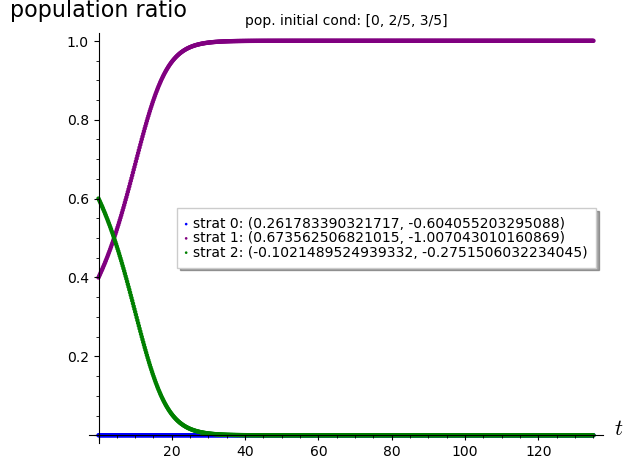 population ratio
pop. initial cond: [0, 2/5, 3/5]
1.0
0.8
0.6
strat 0: (0.261783390321717, -0.604055203295088)
strat 1: (0.673562506821015, -1.007043010160869)
strat 2: (-0.1021489524939332, -0.2751506032234045)
0.4
0.2
t
20 40 60 80 100 120